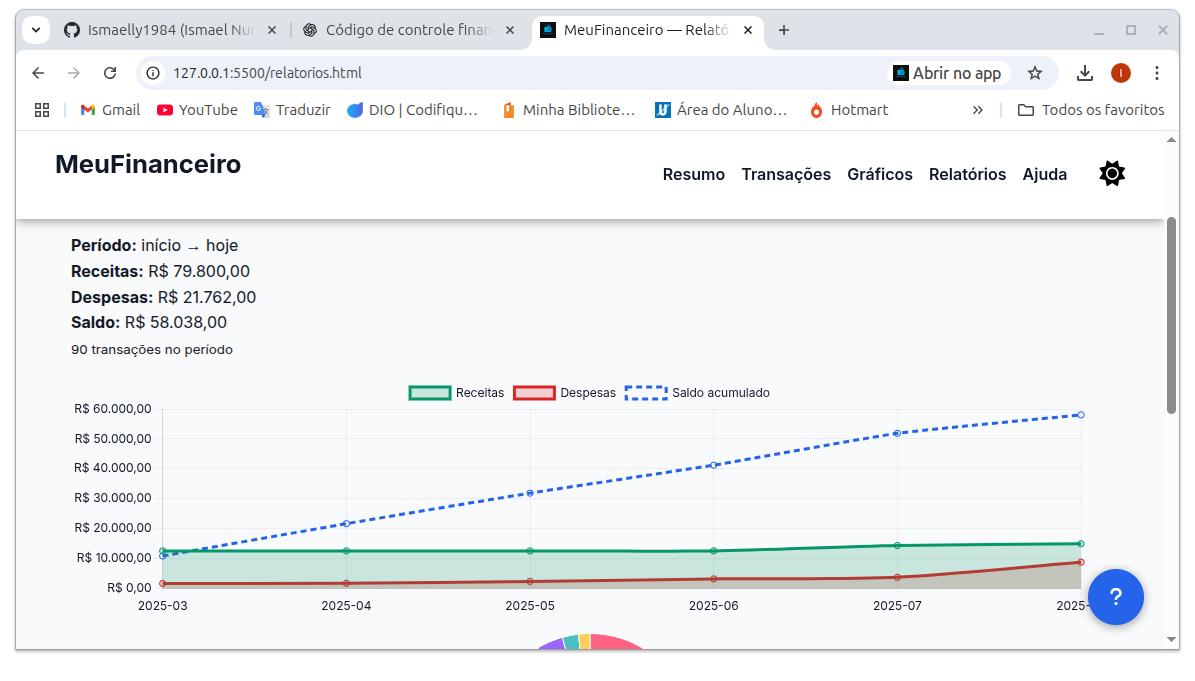 Ismaelly1984 (Ismael Nur
Código de controle finan
MeuFinanceiro — Relató
127.0.0.1:5500/relatorios.html
Abrir no app
I
Gmail
YouTube
Traduzir
DIO | Codifiqu…
Minha Bibliote…
Área do Aluno…
Hotmart
»
Todos os favoritos
MeuFinanceiro
Resumo Transações Gráficos Relatórios Ajuda
Período: início → hoje
Receitas: R$ 79.800,00
Despesas: R$ 21.762,00
Saldo: R$ 58.038,00
90 transações no período
Receitas Despesas Saldo acumulado
R$ 60.000,00
R$ 50.000,00
R$ 40.000,00
R$ 30.000,00
R$ 20.000,00
R$ 10.000,00
R$ 0,00
2025-03 2025-04 2025-05 2025-06 2025-07 2025-
?